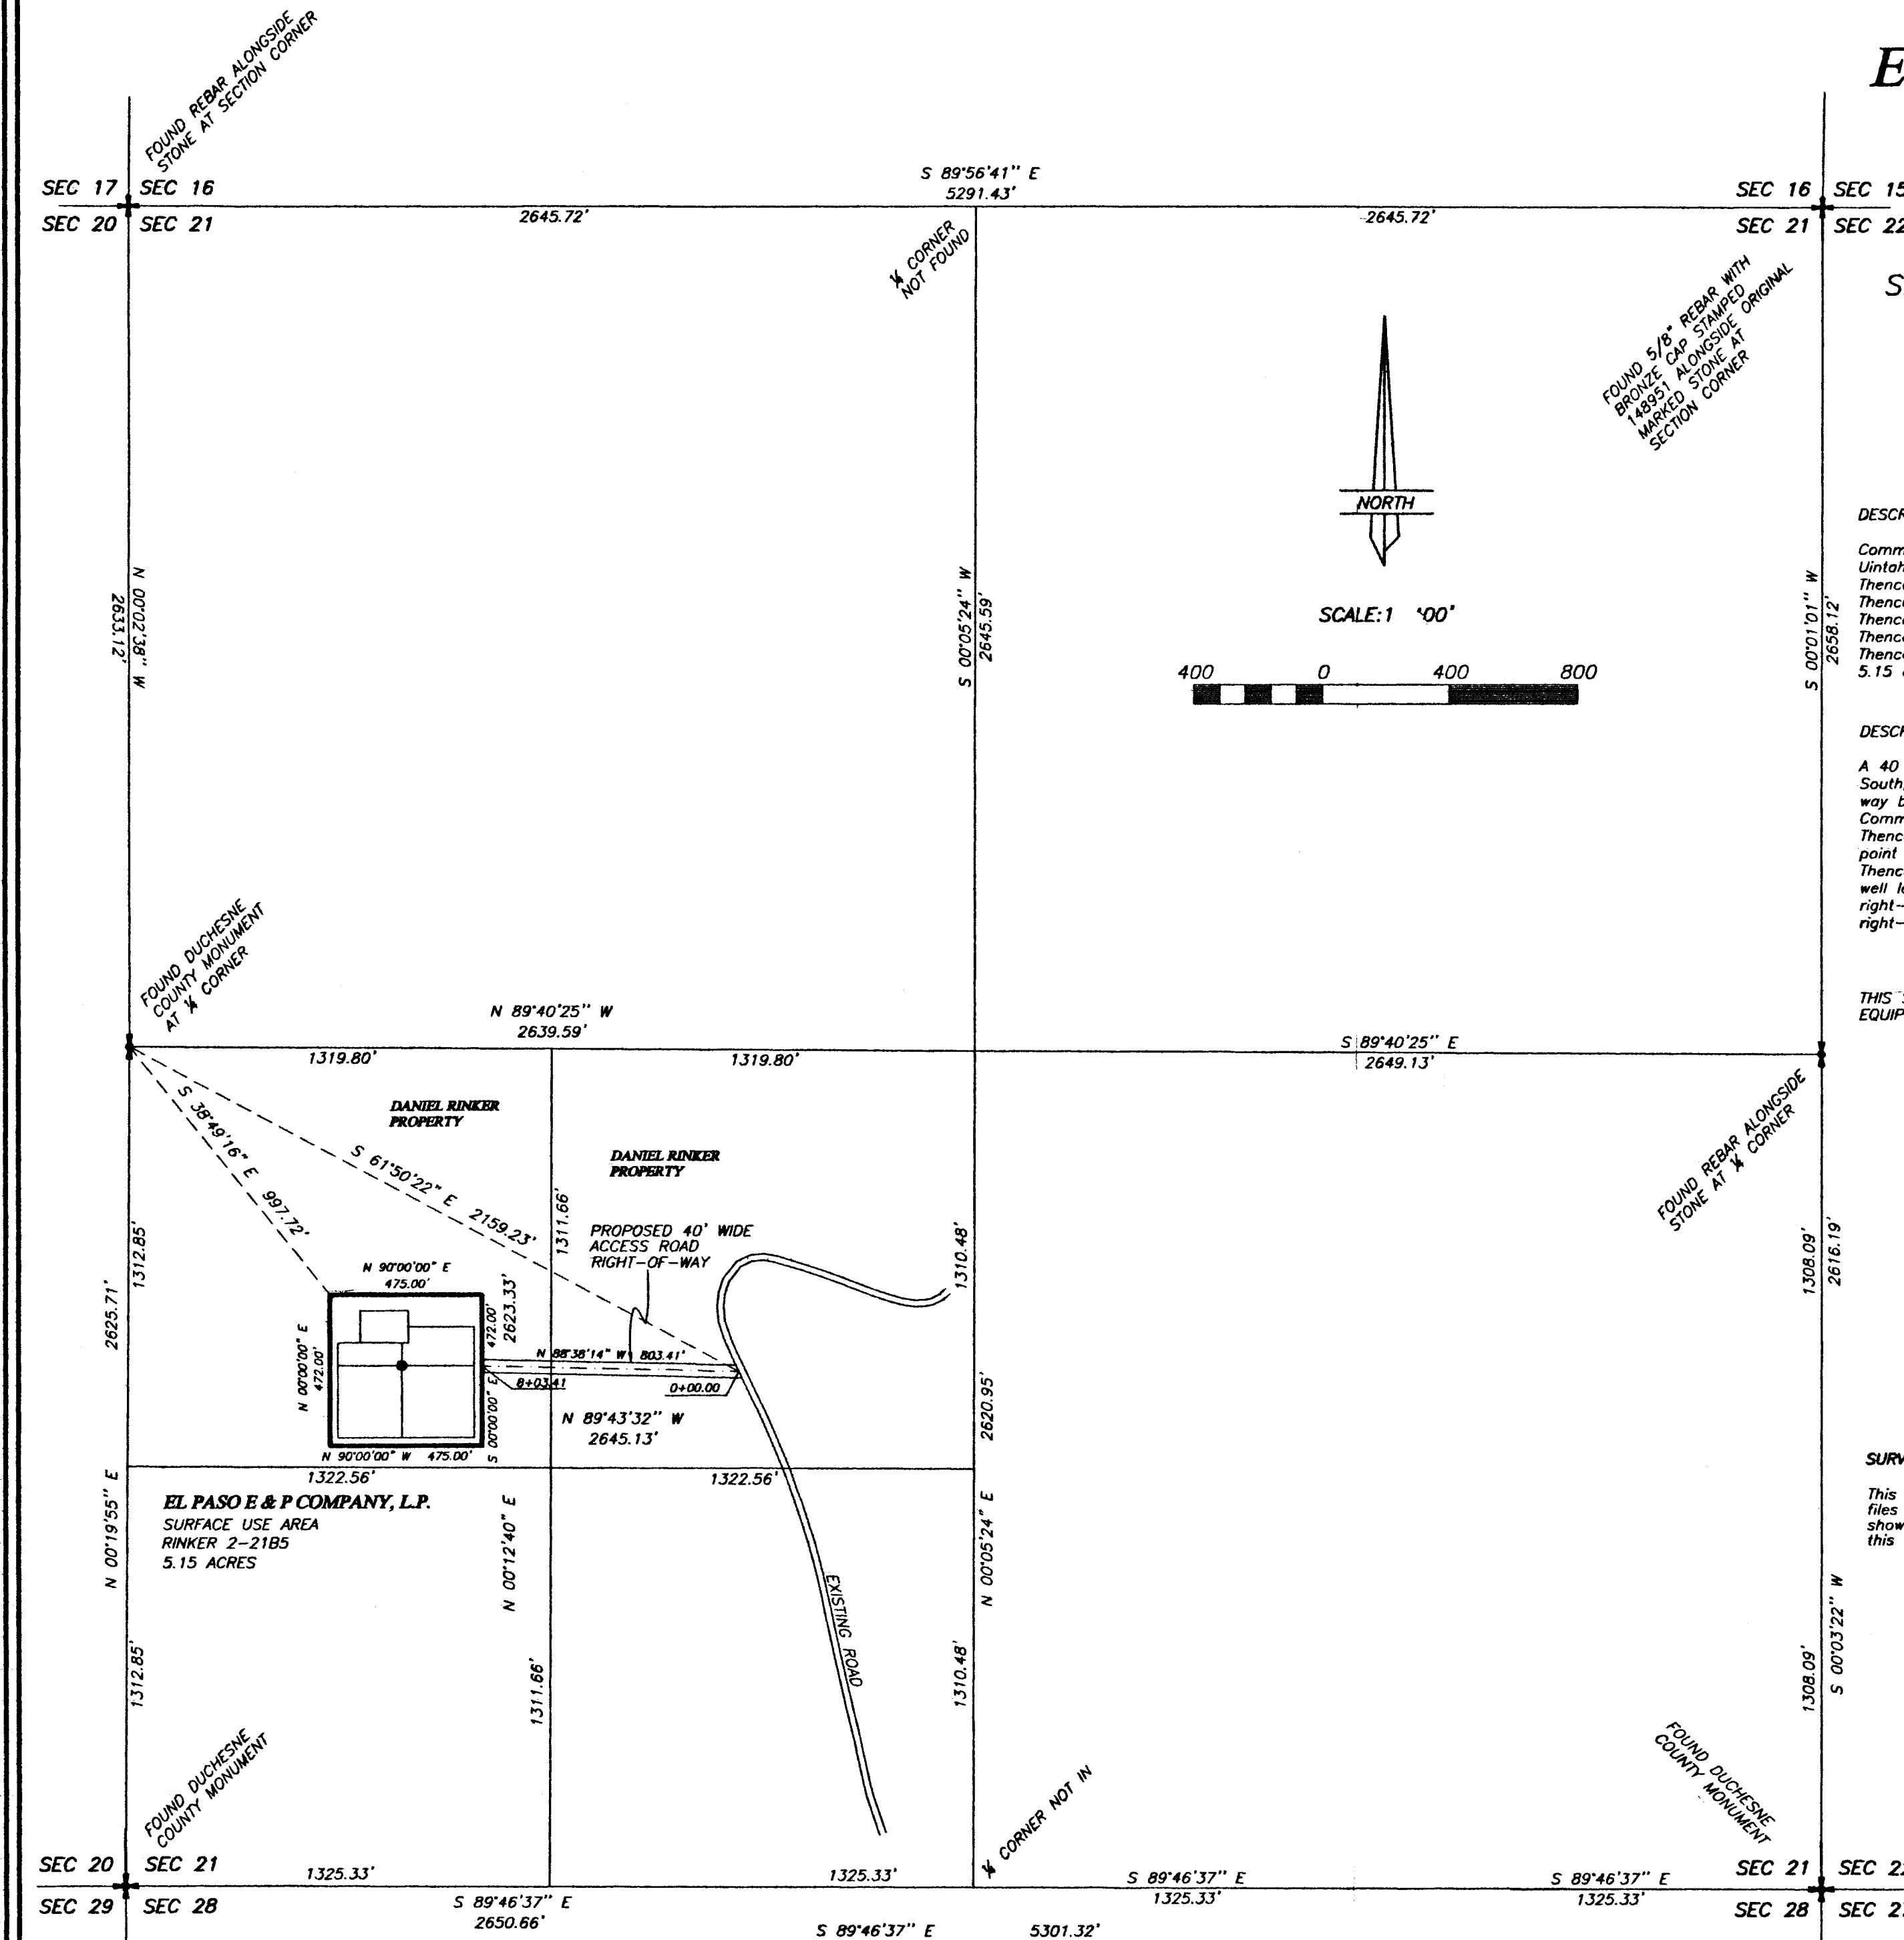 E
FOUND REBAR ALONGSIDE
STONE AT SECTION CORNER
SEC 17
SEC 16
SEC 20
SEC 21
S 89°56'41" E
5291.43'
2645.72'
2645.72'
SEC 16
SEC 15
SEC 21
SEC 22
¼ CORNER
NOT FOUND
FOUND 5/8" REBAR WITH
BRONZE CAP STAMPED
148951 ALONGSIDE ORIGINAL
MARKED STONE AT
SECTION CORNER
S
NORTH
SCALE: 1 '00'
400 0 400 800
N 00°02'38" W
2633.12'
S 00°05'24" W
2645.59'
S 00°01'01" W
2658.12'
DESCR
Comm
Uintah
Thence
Thence
Thence
Thence
Thence
5.15
DESCR
A 40
South,
way b
Comm
Thence
point
Thence
well lo
right-
right-
THIS
EQUIP
FOUND DUCHESNE
COUNTY MONUMENT
AT ¼ CORNER
N 89°40'25" W
2639.59'
1319.80'
1319.80'
S 89°40'25" E
2649.13'
DANIEL RINKER
PROPERTY
DANIEL RINKER
PROPERTY
S 38°49'16" E 997.72'
S 61°50'22" E 2159.23'
PROPOSED 40' WIDE
ACCESS ROAD
RIGHT-OF-WAY
FOUND REBAR ALONGSIDE
STONE AT ¼ CORNER
1312.85'
2625.71'
1311.66'
2623.33'
1310.48'
1308.09'
2616.19'
N 90°00'00" E
475.00'
N 00°00'00" E
472.00'
472.00'
S 00°00'00" E
N 90°00'00" W 475.00'
N 88°38'14" W 803.41'
8+03.41
0+00.00
N 89°43'32" W
2645.13'
1322.56'
1322.56'
2620.95'
EL PASO E & P COMPANY, L.P.
SURFACE USE AREA
RINKER 2-21B5
5.15 ACRES
N 00°19'55" E
N 00°12'40" E
N 00°05'24" E
S 00°03'22" W
EXISTING ROAD
SURV
This
files
show
this
1312.85'
1311.66'
1310.48'
1308.09'
FOUND DUCHESNE
COUNTY MONUMENT
¼ CORNER NOT IN
FOUND DUCHESNE
COUNTY MONUMENT
SEC 20
SEC 21
SEC 29
SEC 28
1325.33'
1325.33'
S 89°46'37" E
2650.66'
S 89°46'37" E 5301.32'
S 89°46'37" E
1325.33'
S 89°46'37" E
1325.33'
SEC 21
SEC 22
SEC 28
SEC 27